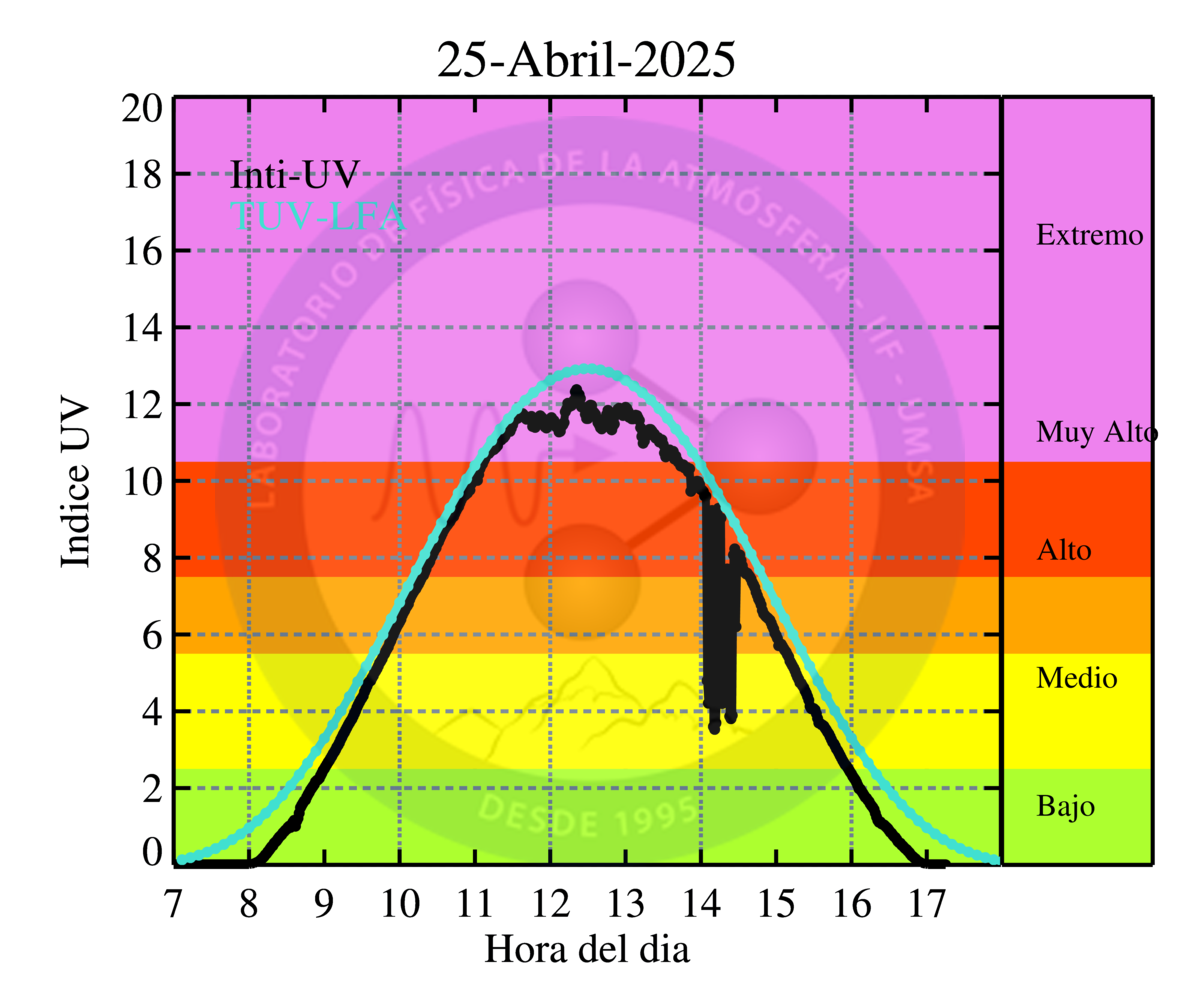 25-Abril-2025
Indice UV
20
18
16
14
12
10
8
6
4
2
0
Inti-UV
TUV-LFA
LABORATORIO DE FÍSICA DE LA ATMÓSFERA - IIF - UMSA
DESDE 1995
Extremo
Muy Alto
Alto
Medio
Bajo
7 8 9 10 11 12 13 14 15 16 17
Hora del dia